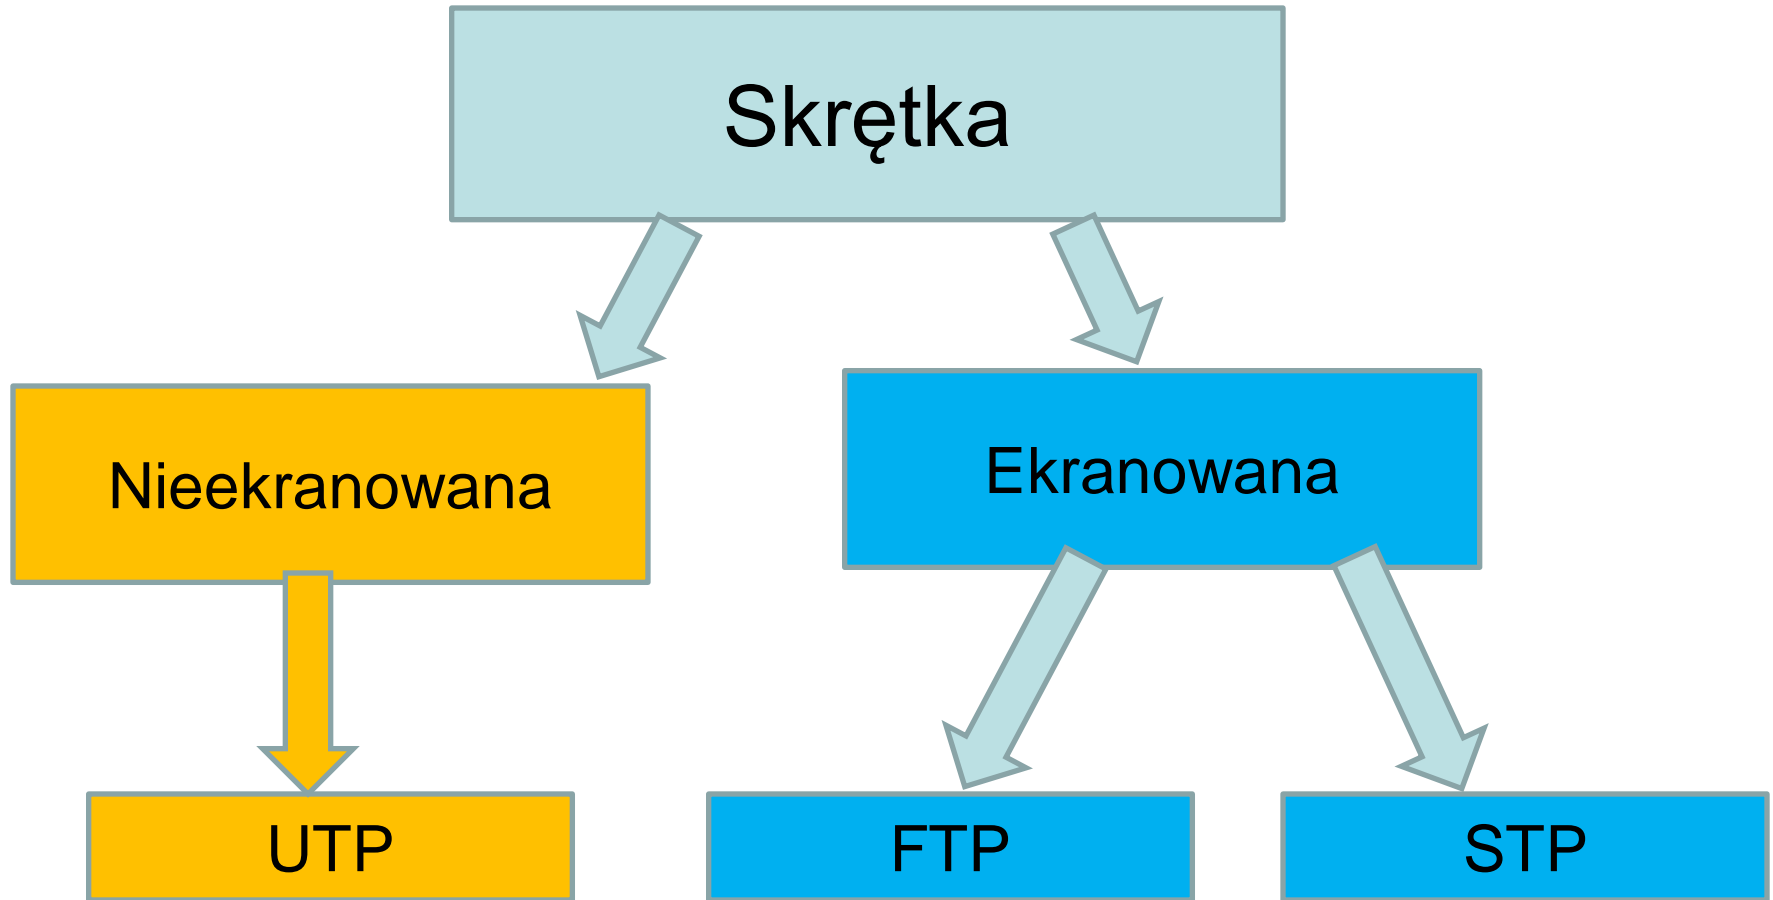 Skrętka
Nieekranowana
Ekranowana
UTP
FTP
STP